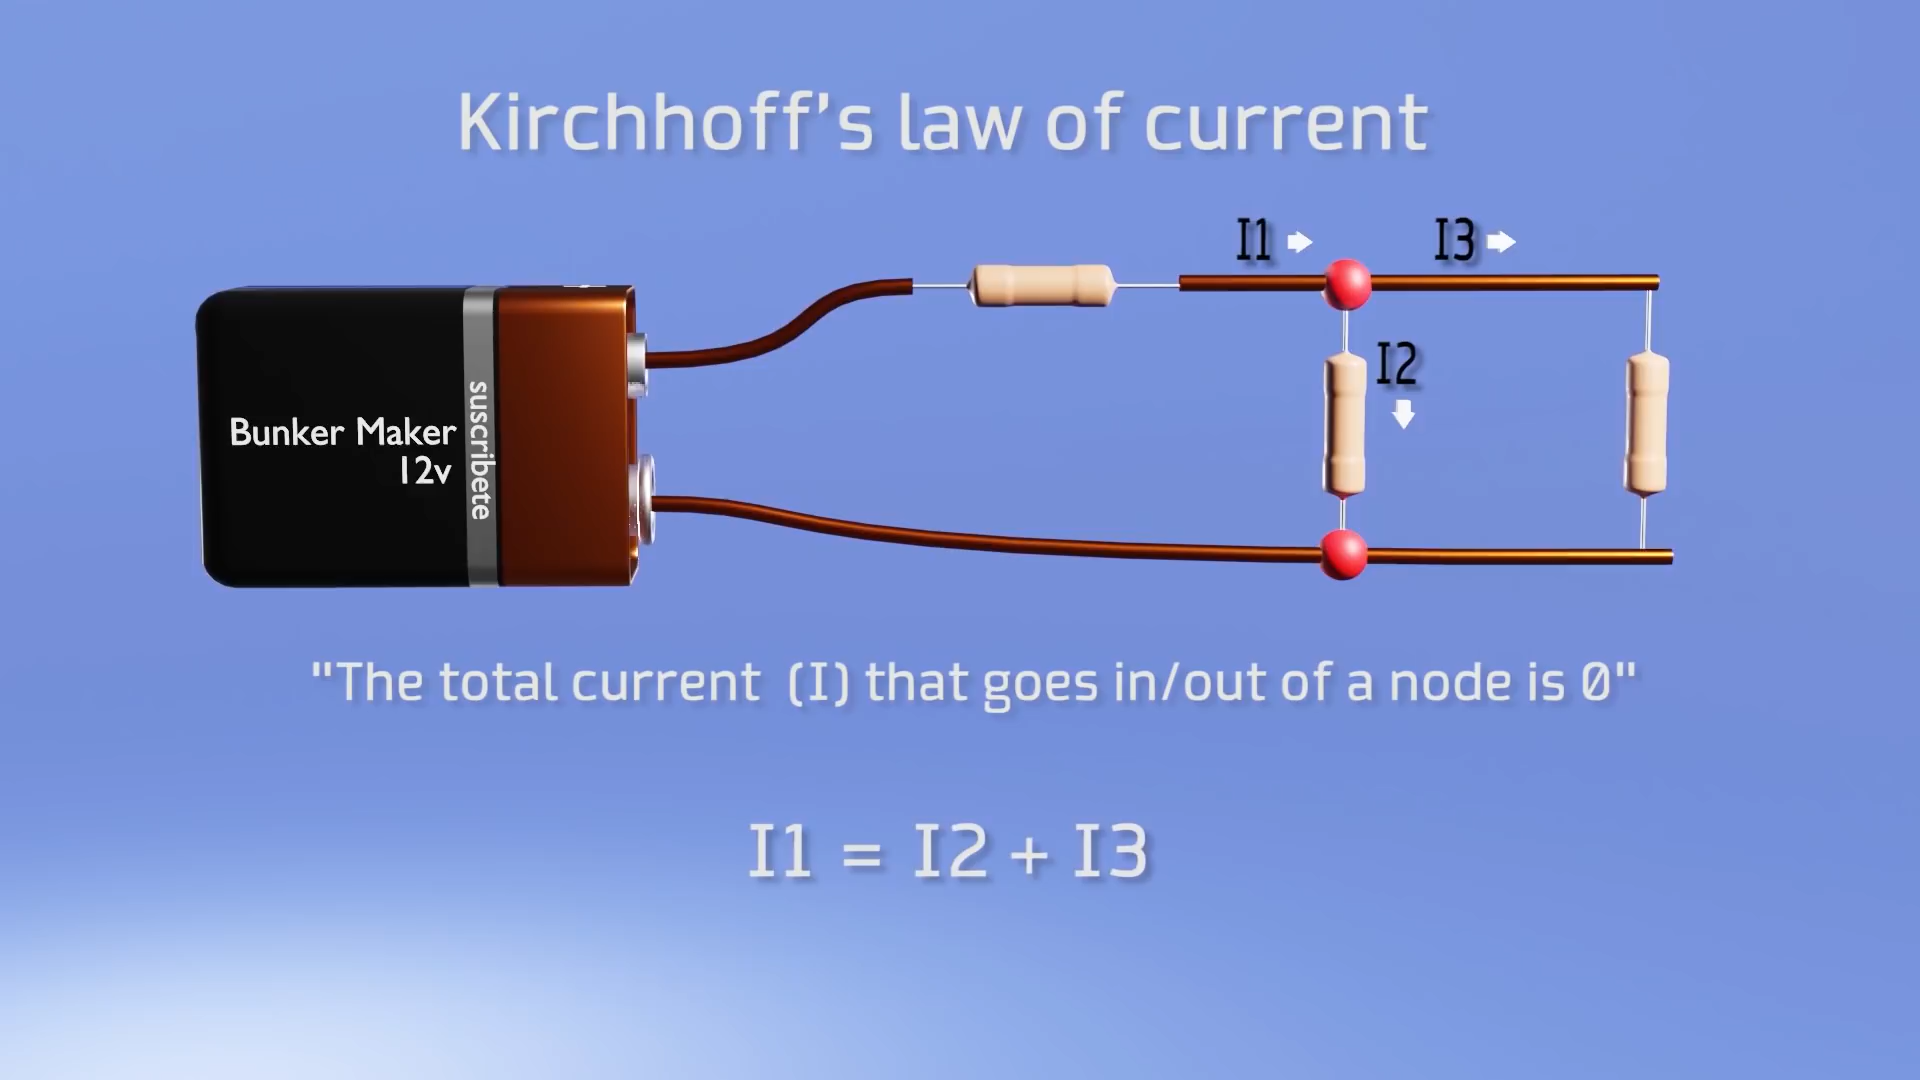 Kirchhoff's law of current
I1
I3
I2
Bunker Maker
12v
suscribete
"The total current (I) that goes in/out of a node is 0"
I1 = I2 + I3